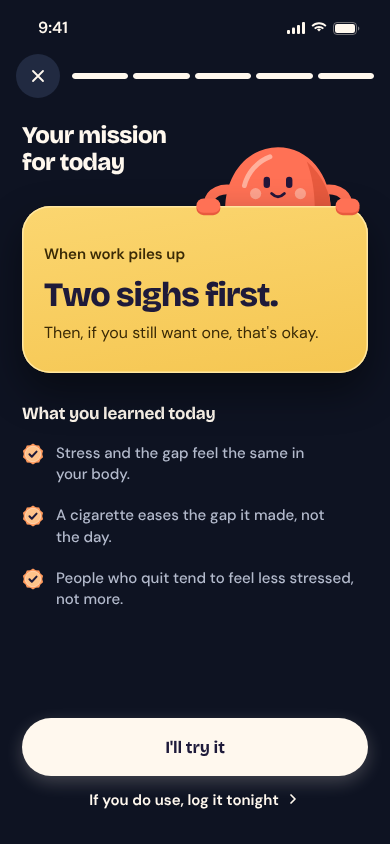 9:41
Your mission
for today
When work piles up
Two sighs first.
Then, if you still want one, that's okay.
What you learned today
Stress and the gap feel the same in
your body.
A cigarette eases the gap it made, not
the day.
People who quit tend to feel less stressed,
not more.
I'll try it
If you do use, log it tonight